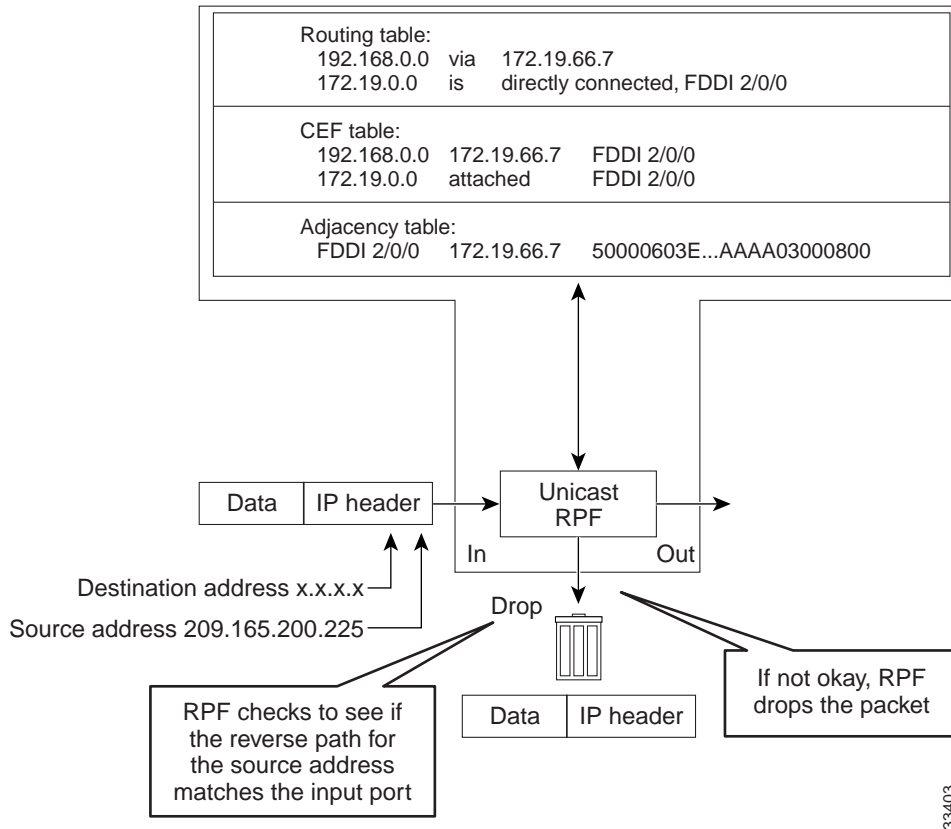 Routing table:
192.168.0.0 via 172.19.66.7
172.19.0.0 is directly connected, FDDI 2/0/0
CEF table:
192.168.0.0 172.19.66.7 FDDI 2/0/0
172.19.0.0 attached FDDI 2/0/0
Adjacency table:
FDDI 2/0/0 172.19.66.7 50000603E...AAAA03000800
Data IP header
Unicast
RPF
In
Out
Destination address x.x.x.x
Source address 209.165.200.225
Drop
RPF checks to see if
the reverse path for
the source address
matches the input port
Data IP header
If not okay, RPF
drops the packet
33403